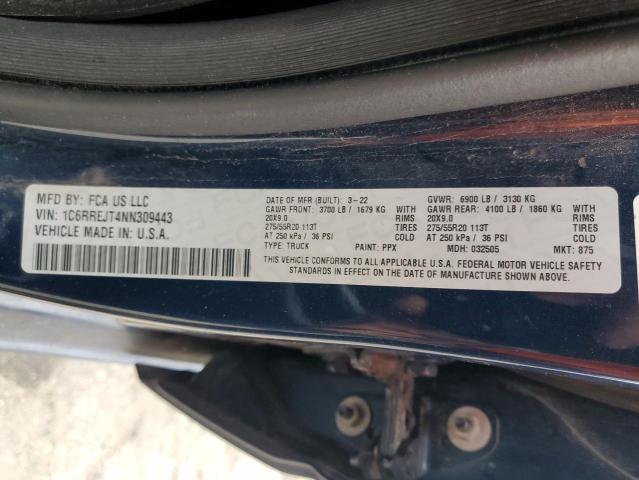 MFD BY: FCA US LLC
VIN: 1C6RREJT4NN309443
VEHICLE MADE IN: U.S.A.
DATE OF MFR (BUILT): 3-22 GVWR: 6900 LB / 3130 KG
GAWR FRONT: 3700 LB / 1679 KG WITH GAWR REAR: 4100 LB / 1860 KG WITH
20X9.0 RIMS 20X9.0 RIMS
275/55R20 113T TIRES 275/55R20 113T TIRES
AT 250 kPa / 36 PSI AT 250 kPa / 36 PSI
TYPE: TRUCK PAINT: PPX MDH: 032505 MKT: 875
THIS VEHICLE CONFORMS TO ALL APPLICABLE U.S.A. FEDERAL MOTOR VEHICLE SAFETY
STANDARDS IN EFFECT ON THE DATE OF MANUFACTURE SHOWN ABOVE.